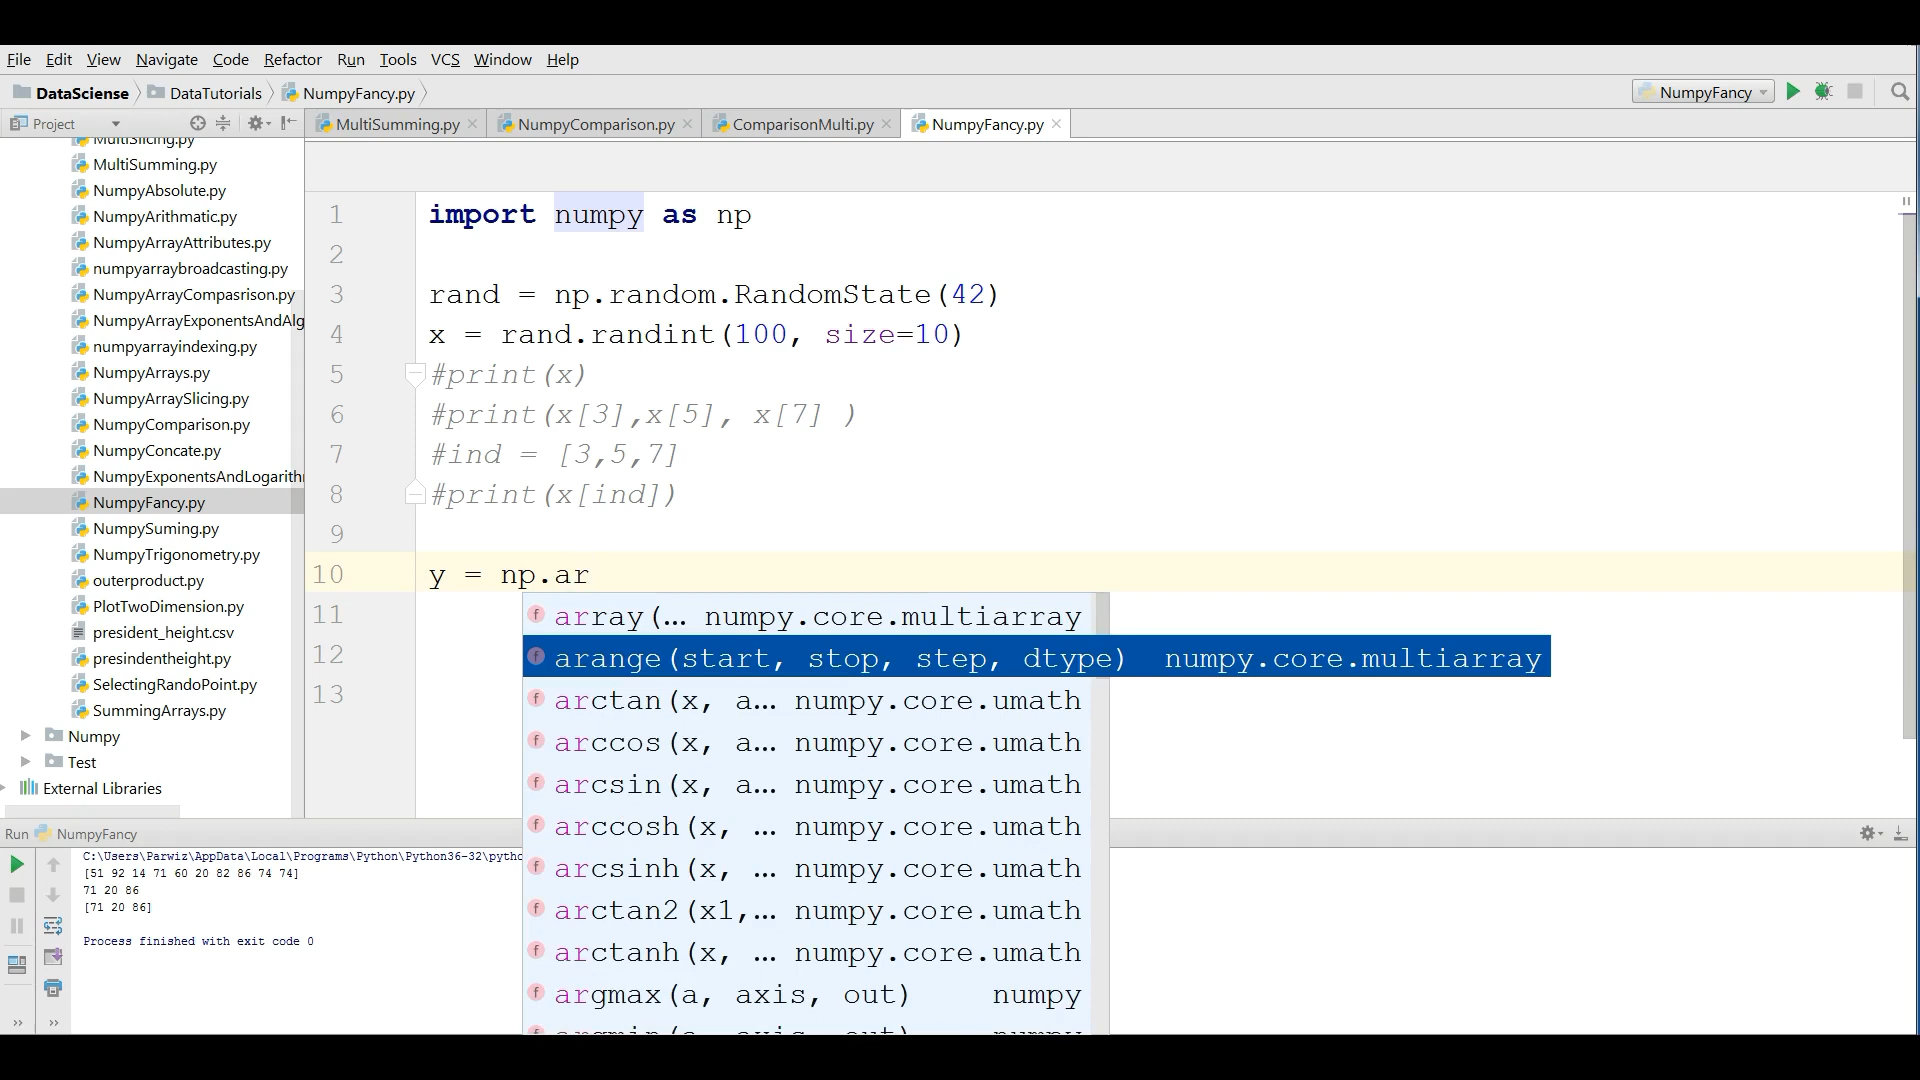 File Edit View Navigate Code Refactor Run Tools VCS Window Help
DataSciense DataTutorials NumpyFancy.py NumpyFancy
Project MultiSumming.py NumpyComparison.py ComparisonMulti.py NumpyFancy.py
MultiSlicing.py
MultiSumming.py
NumpyAbsolute.py
NumpyArithmatic.py
NumpyArrayAttributes.py
numpyarraybroadcasting.py
NumpyArrayCompasrison.py
NumpyArrayExponentsAndAlg
numpyarrayindexing.py
NumpyArrays.py
NumpyArraySlicing.py
NumpyComparison.py
NumpyConcate.py
NumpyExponentsAndLogarith
NumpyFancy.py
NumpySuming.py
NumpyTrigonometry.py
outerproduct.py
PlotTwoDimension.py
president_height.csv
presindentheight.py
SelectingRandoPoint.py
SummingArrays.py
Numpy
Test
External Libraries
1 import numpy as np
2
3 rand = np.random.RandomState(42)
4 x = rand.randint(100, size=10)
5 #print(x)
6 #print(x[3],x[5], x[7] )
7 #ind = [3,5,7]
8 #print(x[ind])
9
10 y = np.ar
11
12
13
array(… numpy.core.multiarray
arange(start, stop, step, dtype) numpy.core.multiarray
arctan(x, a… numpy.core.umath
arccos(x, a… numpy.core.umath
arcsin(x, a… numpy.core.umath
arccosh(x, … numpy.core.umath
arcsinh(x, … numpy.core.umath
arctan2(x1,… numpy.core.umath
arctanh(x, … numpy.core.umath
argmax(a, axis, out) numpy
argmin(a, axis, out) numpy
Run NumpyFancy
C:\Users\Parwiz\AppData\Local\Programs\Python\Python36-32\pytho
[51 92 14 71 60 20 82 86 74 74]
71 20 86
[71 20 86]
Process finished with exit code 0